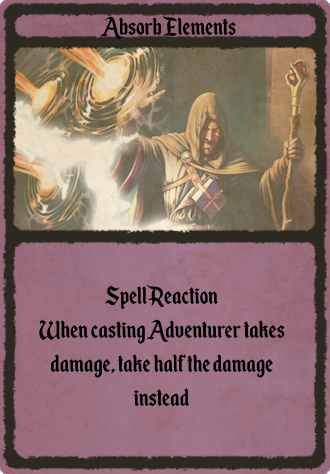 Absorb Elements
Spell Reaction
When casting Adventurer takes
damage, take half the damage
instead